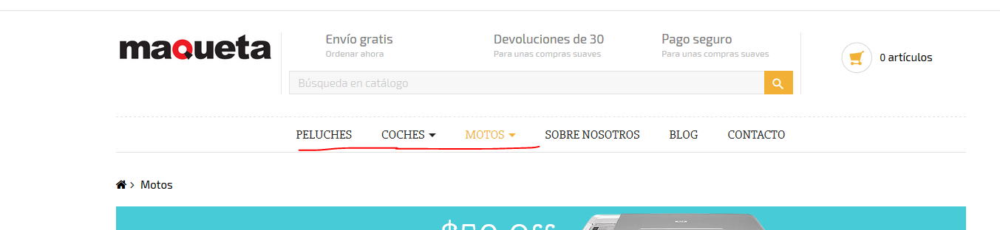 maqueta
Envío gratis
Ordenar ahora
Devoluciones de 30
Para unas compras suaves
Pago seguro
Para unas compras suaves
0 artículos
Búsqueda en catálogo
PELUCHES COCHES MOTOS SOBRE NOSOTROS BLOG CONTACTO
Motos